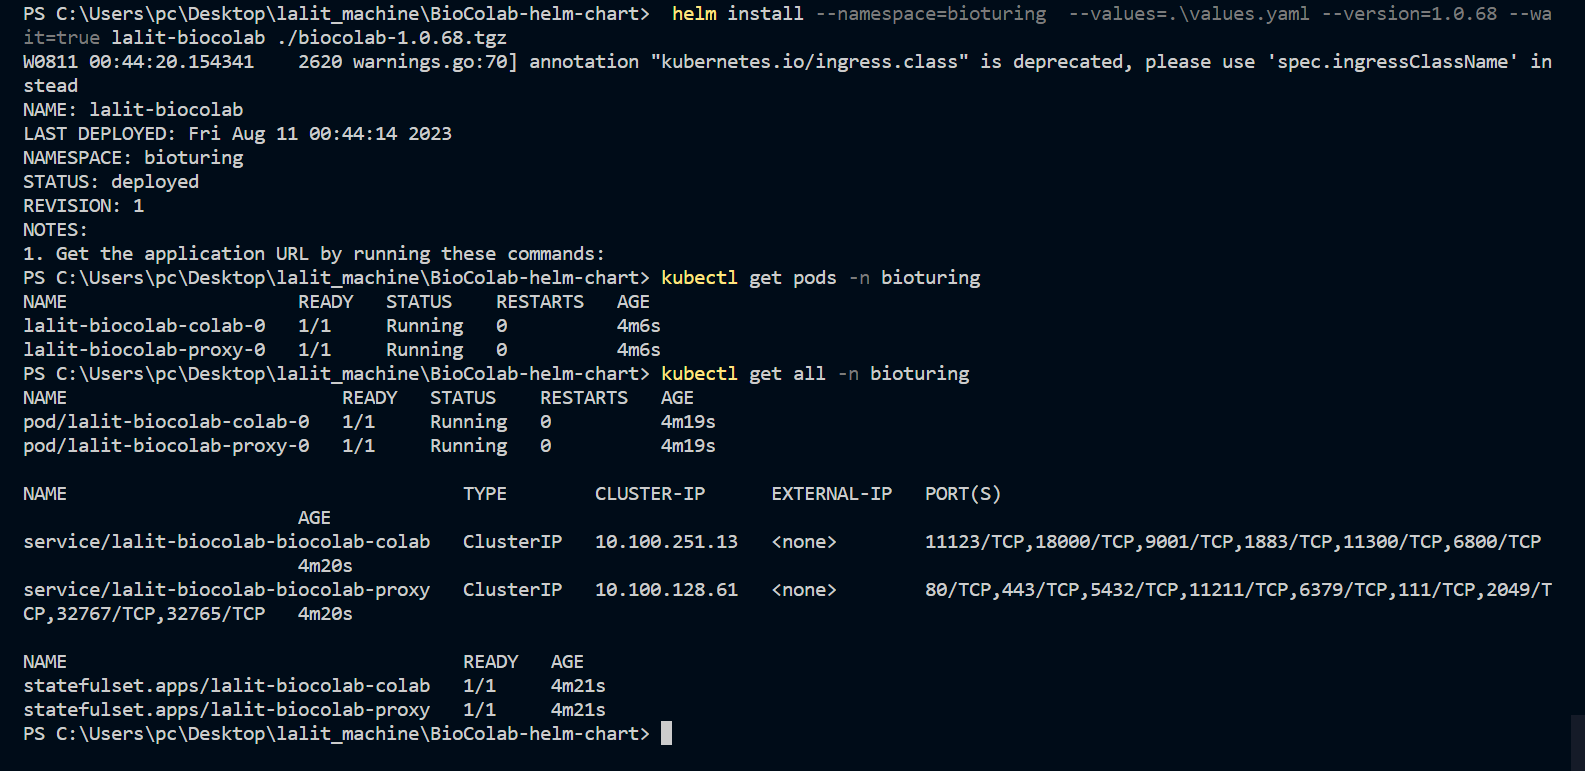 PS C:\Users\pc\Desktop\lalit_machine\BioColab-helm-chart>  helm install --namespace=bioturing  --values=.\values.yaml --version=1.0.68 --wa
it=true lalit-biocolab ./biocolab-1.0.68.tgz
W0811 00:44:20.154341    2620 warnings.go:70] annotation "kubernetes.io/ingress.class" is deprecated, please use 'spec.ingressClassName' in
stead
NAME: lalit-biocolab
LAST DEPLOYED: Fri Aug 11 00:44:14 2023
NAMESPACE: bioturing
STATUS: deployed
REVISION: 1
NOTES:
1. Get the application URL by running these commands:
PS C:\Users\pc\Desktop\lalit_machine\BioColab-helm-chart> kubectl get pods -n bioturing
NAME                     READY   STATUS    RESTARTS   AGE
lalit-biocolab-colab-0   1/1     Running   0          4m6s
lalit-biocolab-proxy-0   1/1     Running   0          4m6s
PS C:\Users\pc\Desktop\lalit_machine\BioColab-helm-chart> kubectl get all -n bioturing
NAME                         READY   STATUS    RESTARTS   AGE
pod/lalit-biocolab-colab-0   1/1     Running   0          4m19s
pod/lalit-biocolab-proxy-0   1/1     Running   0          4m19s
NAME                                    TYPE        CLUSTER-IP      EXTERNAL-IP   PORT(S)
                         AGE
service/lalit-biocolab-biocolab-colab   ClusterIP   10.100.251.13   <none>        11123/TCP,18000/TCP,9001/TCP,1883/TCP,11300/TCP,6800/TCP
                         4m20s
service/lalit-biocolab-biocolab-proxy   ClusterIP   10.100.128.61   <none>        80/TCP,443/TCP,5432/TCP,11211/TCP,6379/TCP,111/TCP,2049/T
CP,32767/TCP,32765/TCP   4m20s
NAME                                    READY   AGE
statefulset.apps/lalit-biocolab-colab   1/1     4m21s
statefulset.apps/lalit-biocolab-proxy   1/1     4m21s
PS C:\Users\pc\Desktop\lalit_machine\BioColab-helm-chart>